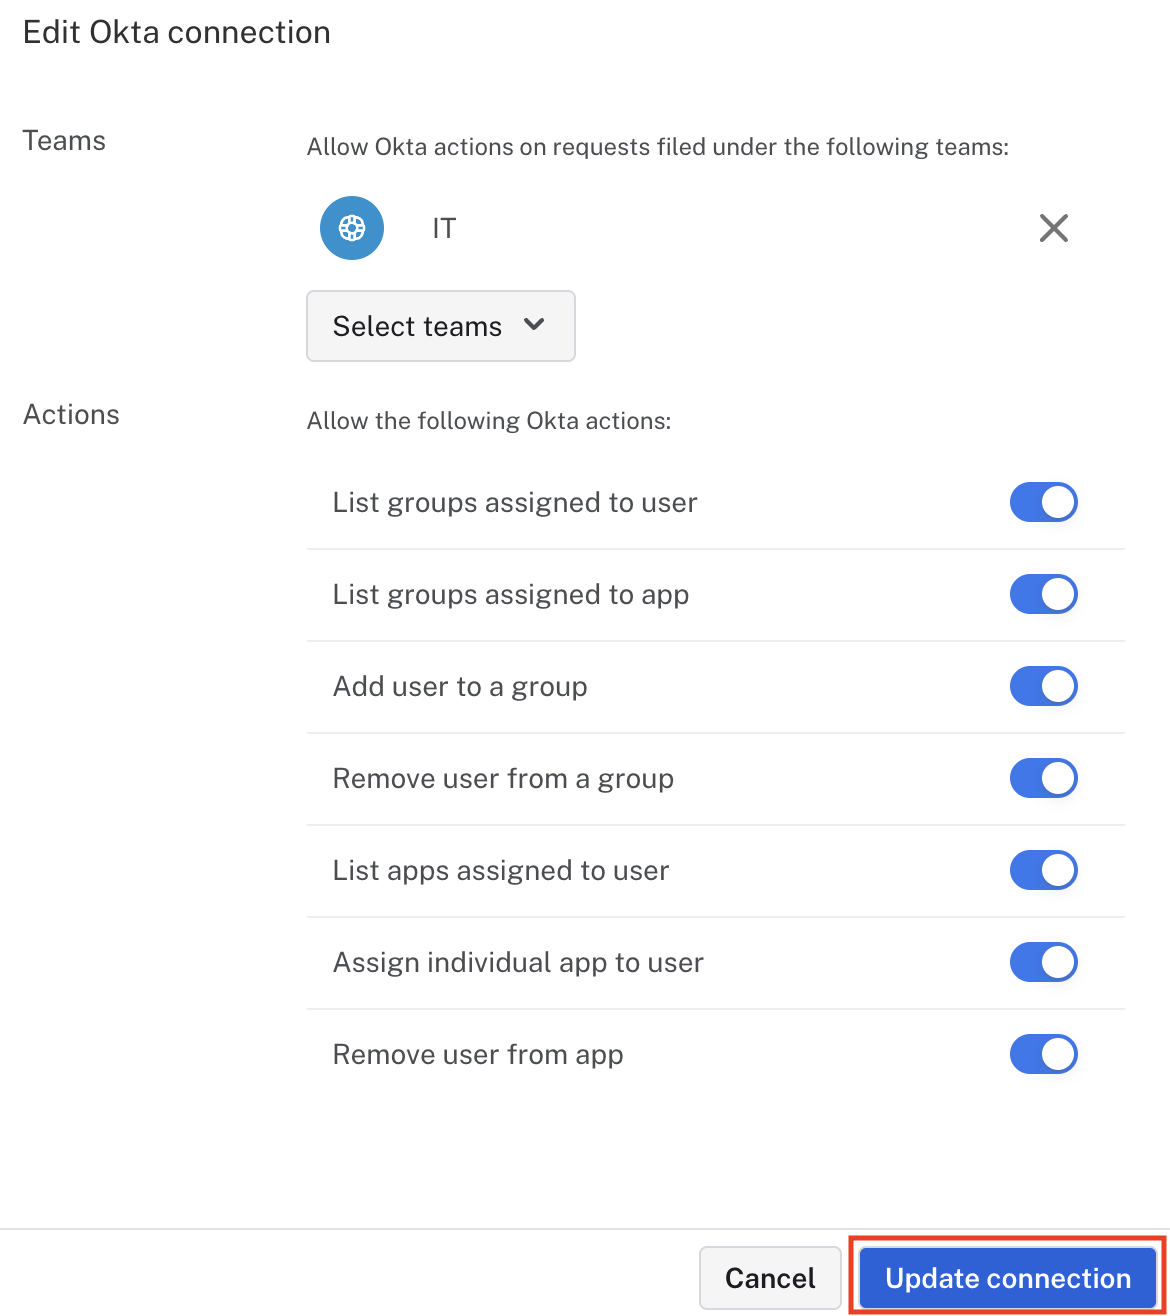 Edit Okta connection
Teams
Allow Okta actions on requests filed under the following teams:
IT
Select teams
Actions
Allow the following Okta actions:
List groups assigned to user
List groups assigned to app
Add user to a group
Remove user from a group
List apps assigned to user
Assign individual app to user
Remove user from app
Cancel
Update connection